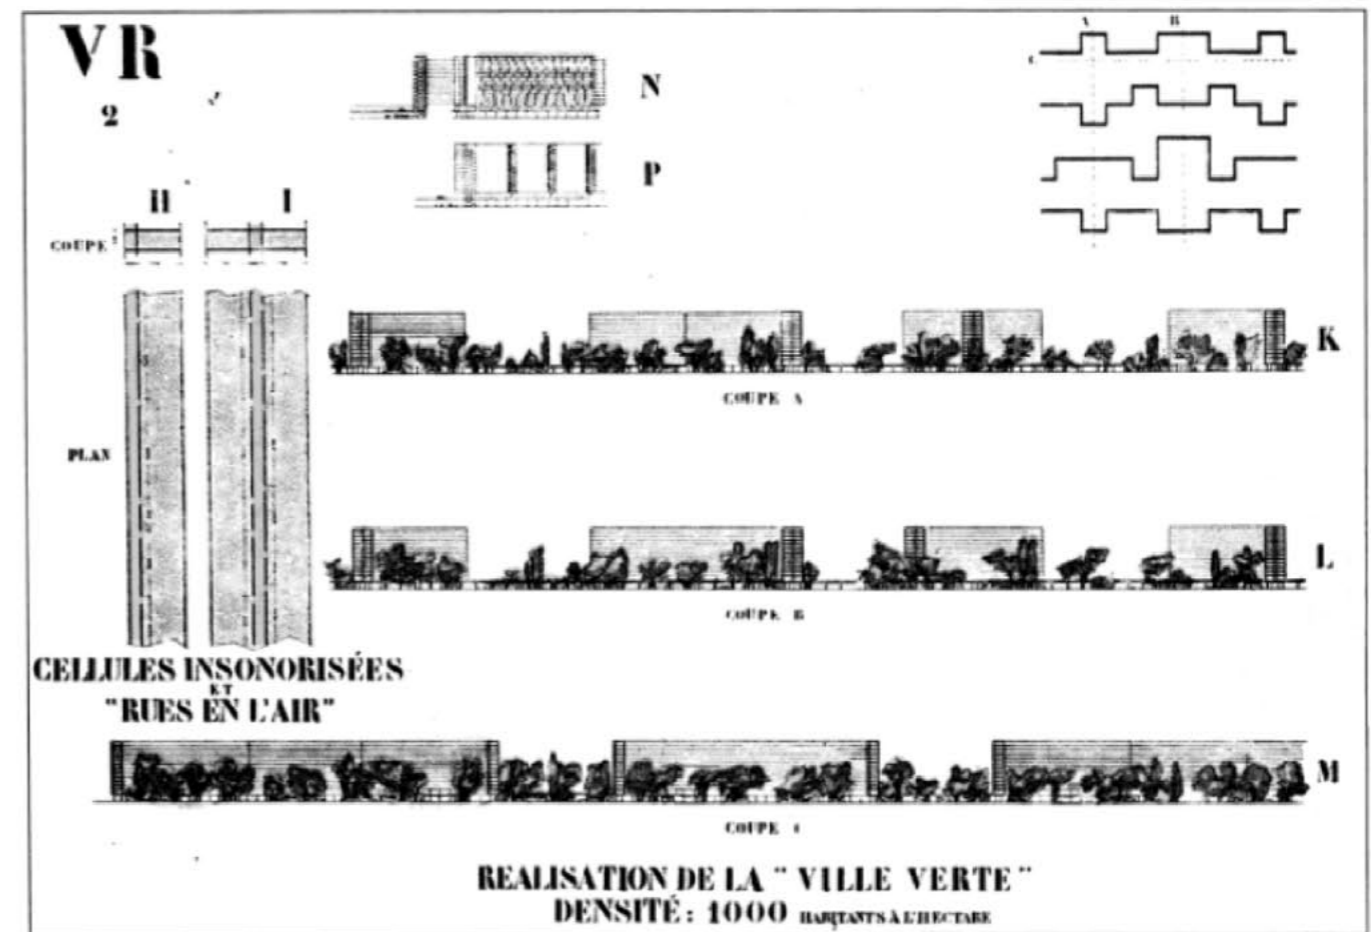 VR
2
N
P
A B
C
II I
COUPE
PLAN
K
COUPE A
L
COUPE B
CELLULES INSONORISÉES
ET
"RUES EN L'AIR"
M
COUPE C
REALISATION DE LA "VILLE VERTE"
DENSITÉ: 1000 HABITANTS À L'HECTARE